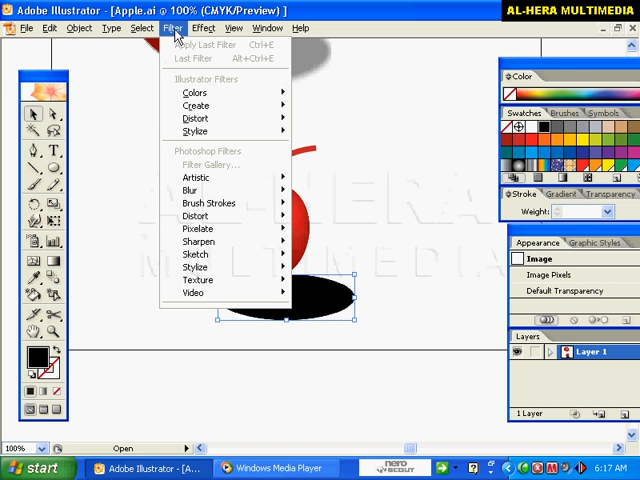 Adobe Illustrator - [Apple.ai @ 100% (CMYK/Preview) ]
AL-HERA MULTIMEDIA
File Edit Object Type Select Filter Effect View Window Help
Apply Last Filter Ctrl+E
Last Filter Alt+Ctrl+E
Illustrator Filters
Colors
Create
Distort
Stylize
Photoshop Filters
Filter Gallery...
Artistic
Blur
Brush Strokes
Distort
Pixelate
Sharpen
Sketch
Stylize
Texture
Video
AL-HERA
MULTIMEDIA
Color
Swatches Brushes Symbols
Stroke Gradient Transparency
Weight:
Appearance Graphic Styles
Image
Image Pixels
Default Transparency
Layers
Layer 1
1 Layer
100% Open
start Adobe Illustrator - [A... Windows Media Player nero SCOUT 6:17 AM